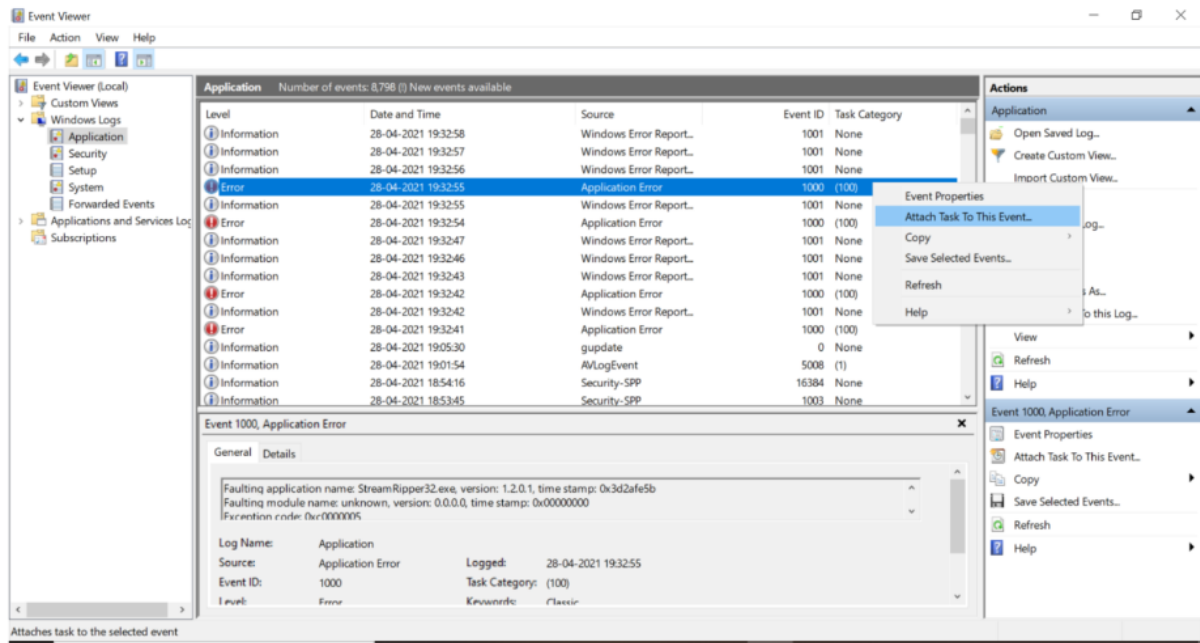 Event Viewer
File Action View Help
Event Viewer (Local)
Custom Views
Windows Logs
Application
Security
Setup
System
Forwarded Events
Applications and Services Log
Subscriptions
Application Number of events: 8,798 (!) New events available
Level Date and Time Source Event ID Task Category
Information 28-04-2021 19:32:58 Windows Error Report... 1001 None
Information 28-04-2021 19:32:57 Windows Error Report... 1001 None
Information 28-04-2021 19:32:56 Windows Error Report... 1001 None
Error 28-04-2021 19:32:55 Application Error 1000 (100)
Information 28-04-2021 19:32:55 Windows Error Report... 1001 None
Error 28-04-2021 19:32:54 Application Error 1000 (100)
Information 28-04-2021 19:32:47 Windows Error Report... 1001 None
Information 28-04-2021 19:32:46 Windows Error Report... 1001 None
Information 28-04-2021 19:32:43 Windows Error Report... 1001 None
Error 28-04-2021 19:32:42 Application Error 1000 (100)
Information 28-04-2021 19:32:42 Windows Error Report... 1001 None
Error 28-04-2021 19:32:41 Application Error 1000 (100)
Information 28-04-2021 19:05:30 gupdate 0 None
Information 28-04-2021 19:01:54 AVLogEvent 5008 (1)
Information 28-04-2021 18:54:16 Security-SPP 16384 None
Information 28-04-2021 18:53:45 Security-SPP 1003 None
Event Properties
Attach Task To This Event...
Copy
Save Selected Events...
Refresh
Help
Event 1000, Application Error
General Details
Faulting application name: StreamRipper32.exe, version: 1.2.0.1, time stamp: 0x3d2afe5b
Faulting module name: unknown, version: 0.0.0.0, time stamp: 0x00000000
Exception code: 0xc0000005
Log Name: Application
Source: Application Error Logged: 28-04-2021 19:32:55
Event ID: 1000 Task Category: (100)
Level: Error Keywords: Classic
Actions
Application
Open Saved Log...
Create Custom View...
Import Custom View...
og...
s As...
To this Log...
View
Refresh
Help
Event 1000, Application Error
Event Properties
Attach Task To This Event...
Copy
Save Selected Events...
Refresh
Help
Attaches task to the selected event